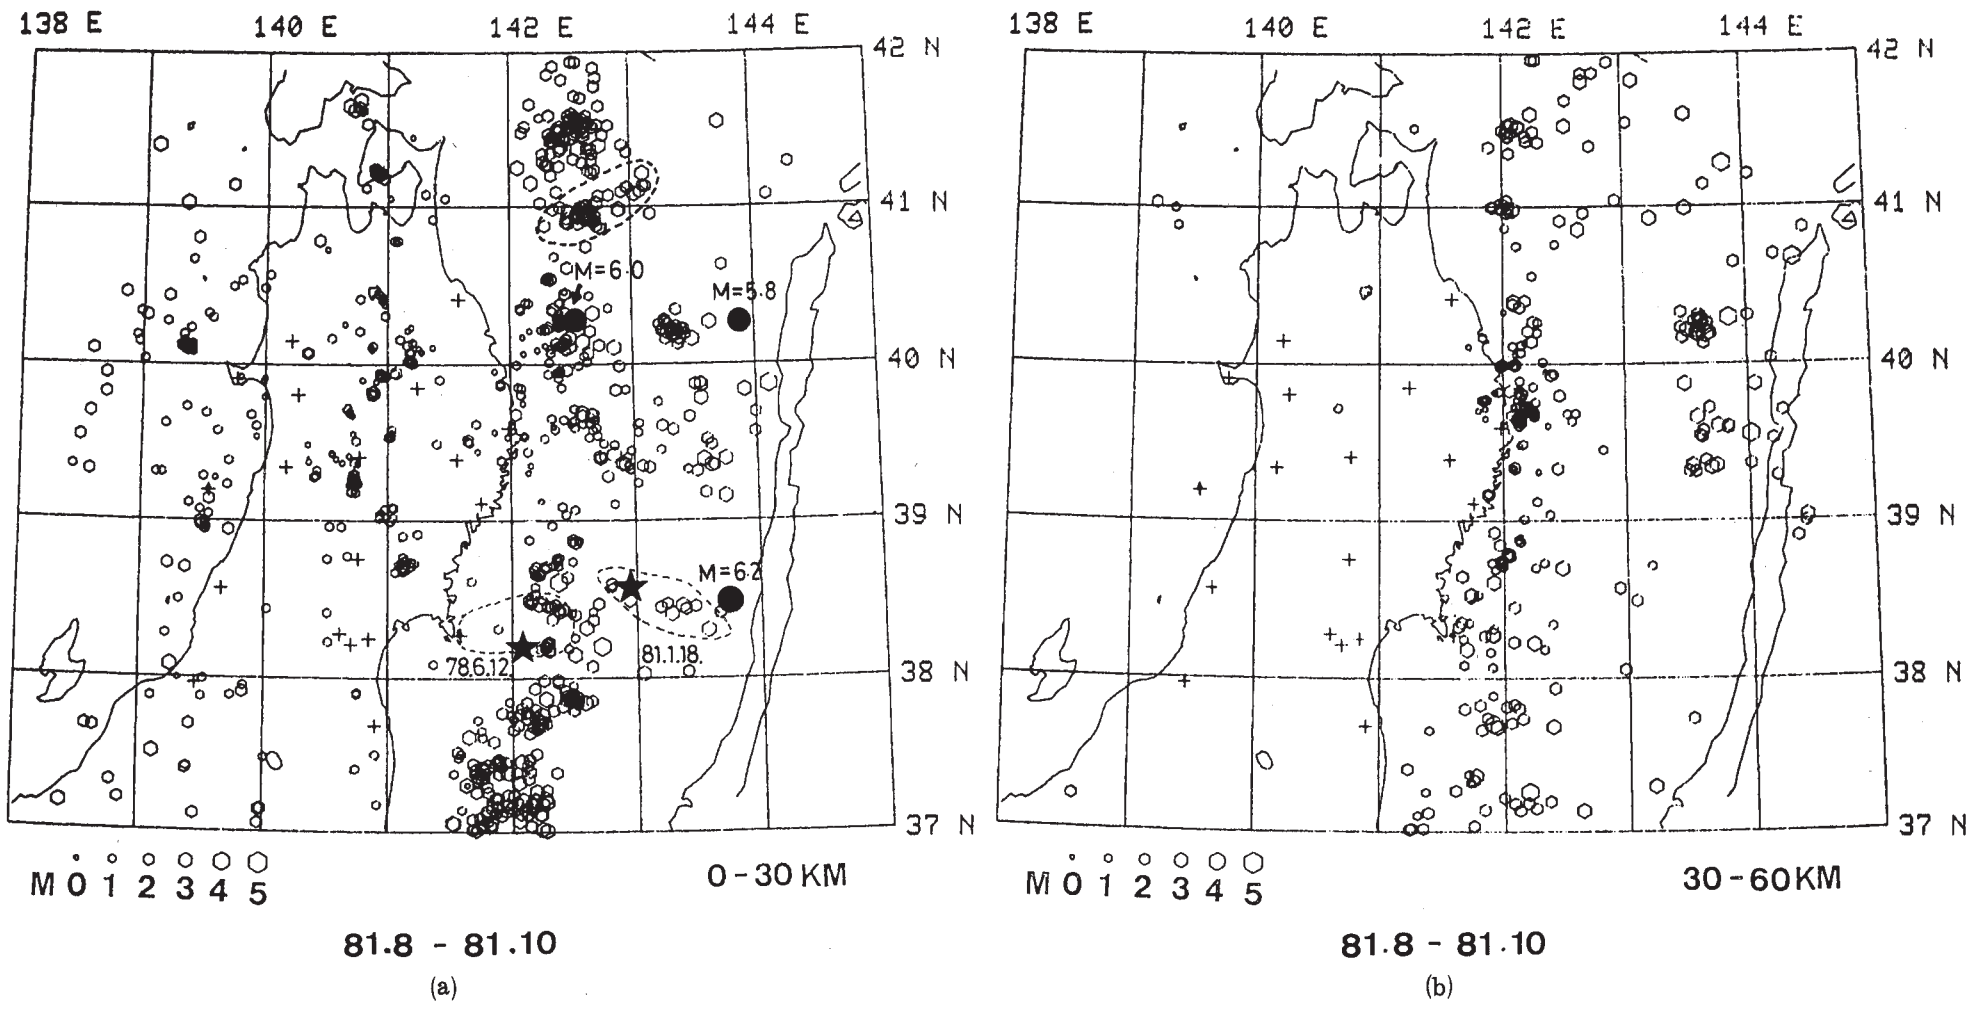 138 E 140 E 142 E 144 E
42 N
41 N
M=6.0
M=5.8
40 N
39 N
M=6.2
78.6.12.
81.1.18.
38 N
37 N
M 0 1 2 3 4 5
0-30 KM
81.8 - 81.10
(a)
138 E 140 E 142 E 144 E
42 N
41 N
40 N
39 N
38 N
37 N
M 0 1 2 3 4 5
30-60 KM
81.8 - 81.10
(b)